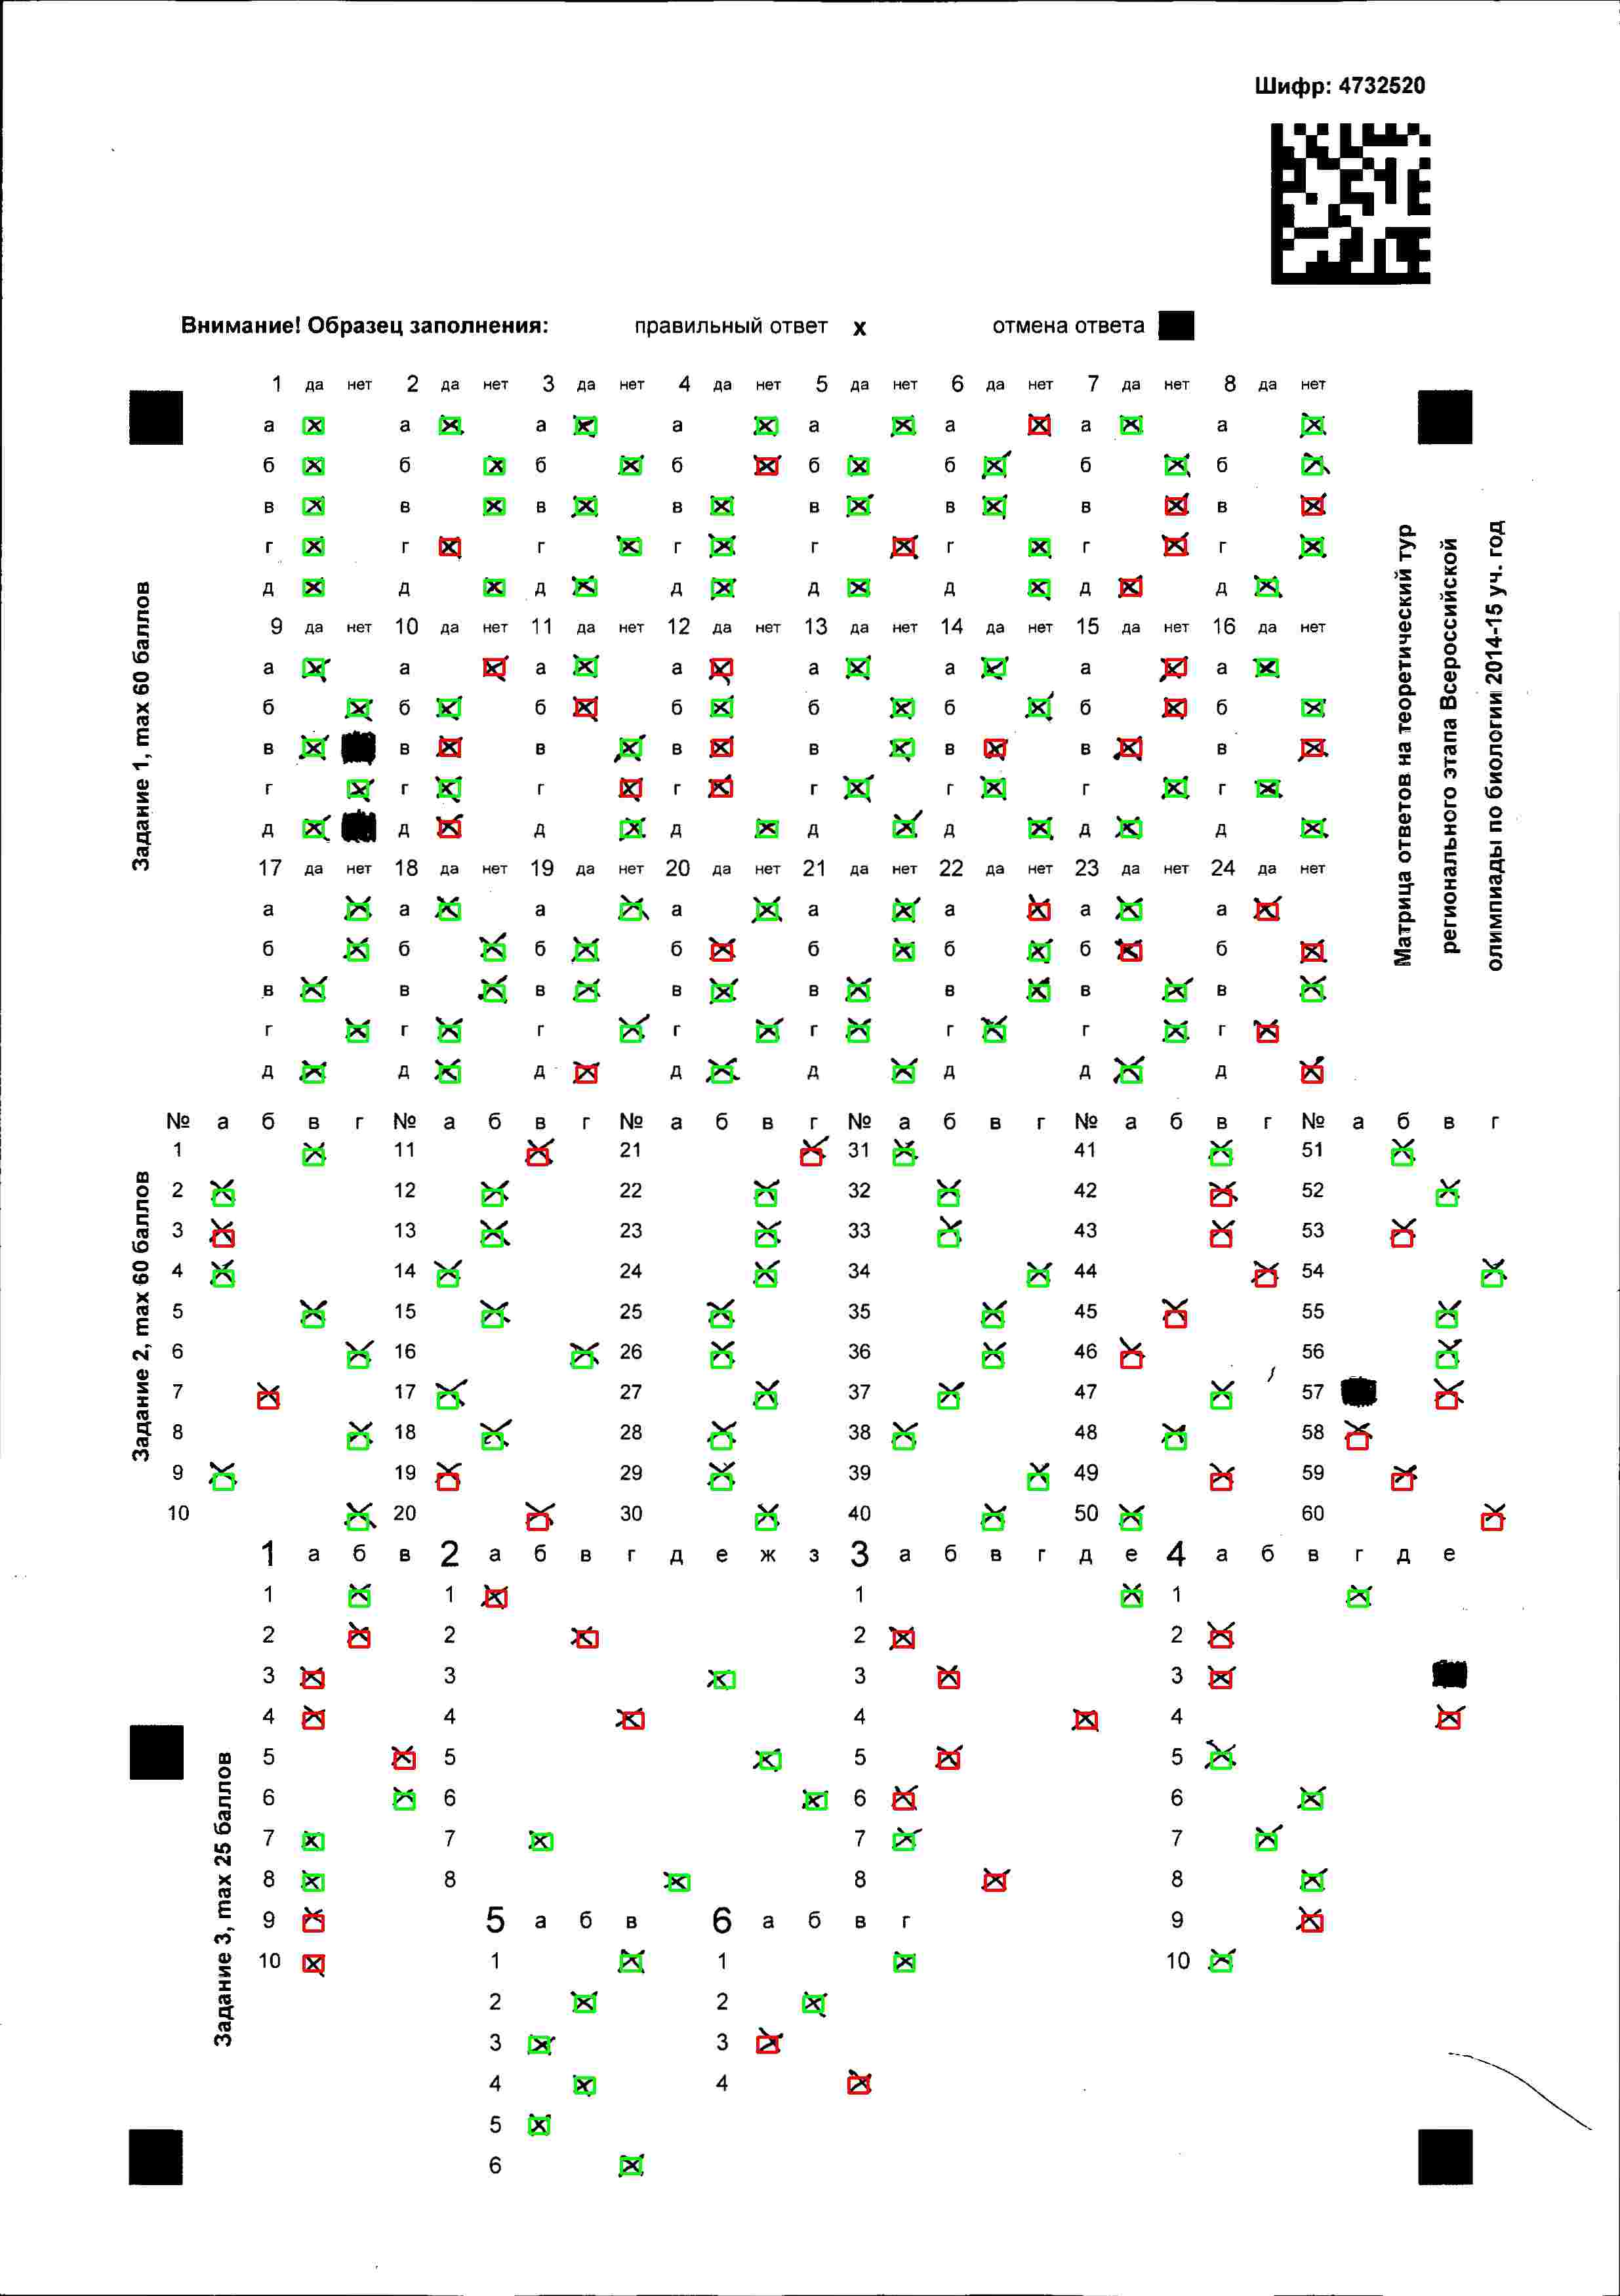 Шифр: 4732520
Внимание! Образец заполнения: правильный ответ x отмена ответа
1 да нет 2 да нет 3 да нет 4 да нет 5 да нет 6 да нет 7 да нет 8 да нет
а а а а а а а а
б б б б б б б б
в в в в в в в в
г г г г г г г г
д д д д д д д д
9 да нет 10 да нет 11 да нет 12 да нет 13 да нет 14 да нет 15 да нет 16 да нет
а а а а а а а а
б б б б б б б б
в в в в в в в в
г г г г г г г г
д д д д д д д д
17 да нет 18 да нет 19 да нет 20 да нет 21 да нет 22 да нет 23 да нет 24 да нет
а а а а а а а а
б б б б б б б б
в в в в в в в в
г г г г г г г г
д д д д д д д д
Задание 1, max 60 баллов
Матрица ответов на теоретический тур
регионального этапа Всероссийской
олимпиады по биологии 2014-15 уч. год
№ а б в г № а б в г № а б в г № а б в г № а б в г № а б в г
1 11 21 31 41 51
2 12 22 32 42 52
3 13 23 33 43 53
4 14 24 34 44 54
5 15 25 35 45 55
6 16 26 36 46 56
7 17 27 37 47 57
8 18 28 38 48 58
9 19 29 39 49 59
10 20 30 40 50 60
Задание 2, max 60 баллов
1 а б в 2 а б в г д е ж з 3 а б в г д е 4 а б в г д е
1 1 1 1
2 2 2 2
3 3 3 3
4 4 4 4
5 5 5 5
6 6 6 6
7 7 7 7
8 8 8 8
9 5 а б в 6 а б в г 9
10 1 1 10
2 2
3 3
4 4
5
6
Задание 3, max 25 баллов